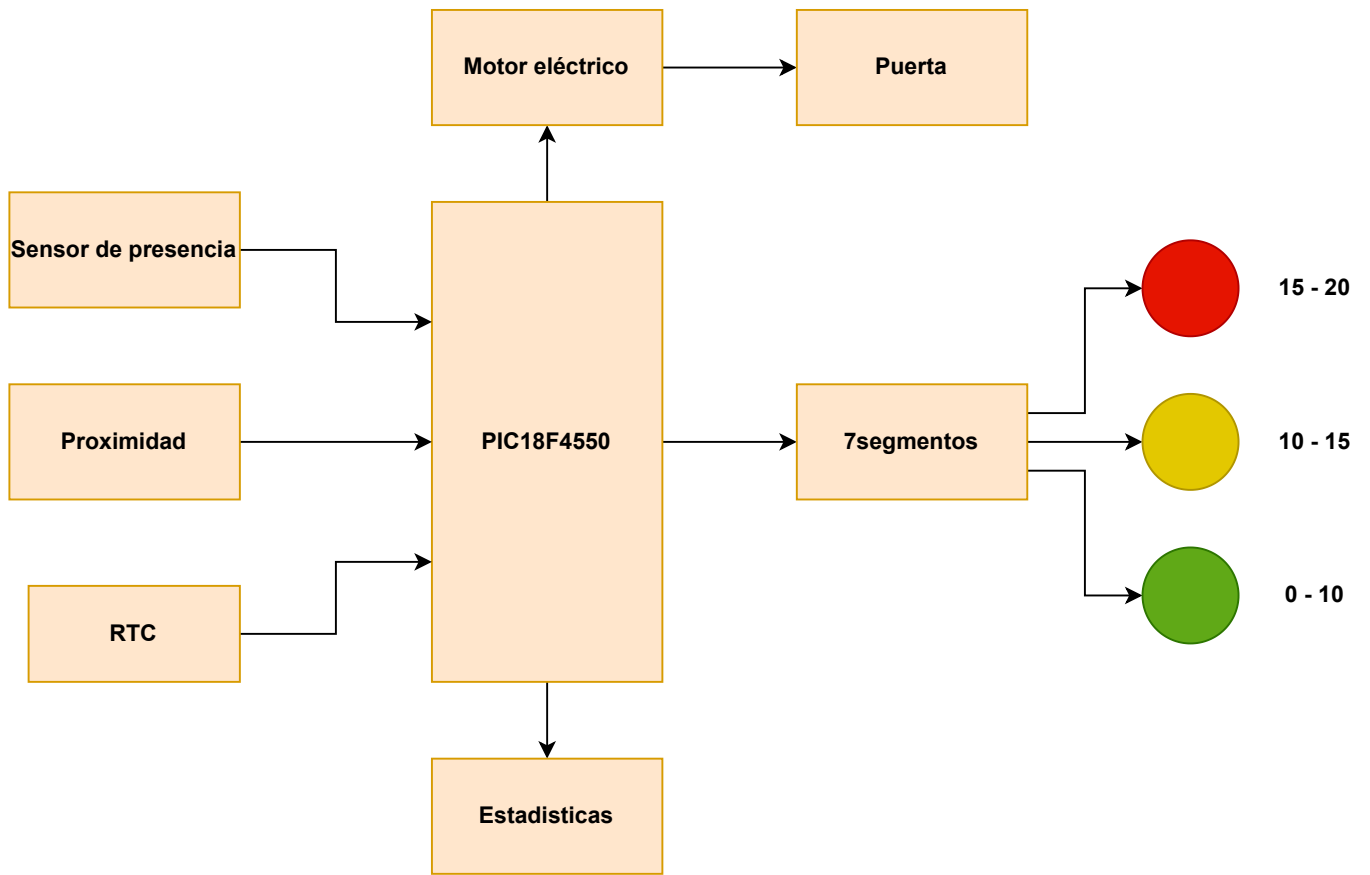 Motor eléctrico
Puerta
Sensor de presencia
Proximidad
RTC
PIC18F4550
7segmentos
15 - 20
10 - 15
0 - 10
Estadisticas